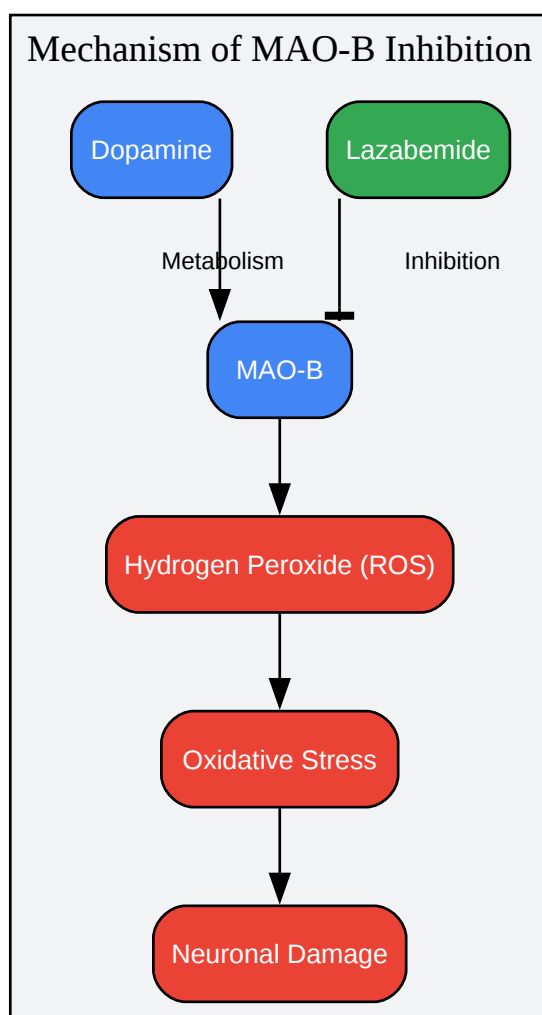 Mechanism of MAO-B Inhibition
Dopamine
Lazabemide
Metabolism
Inhibition
MAO-B
Hydrogen Peroxide (ROS)
Oxidative Stress
Neuronal Damage